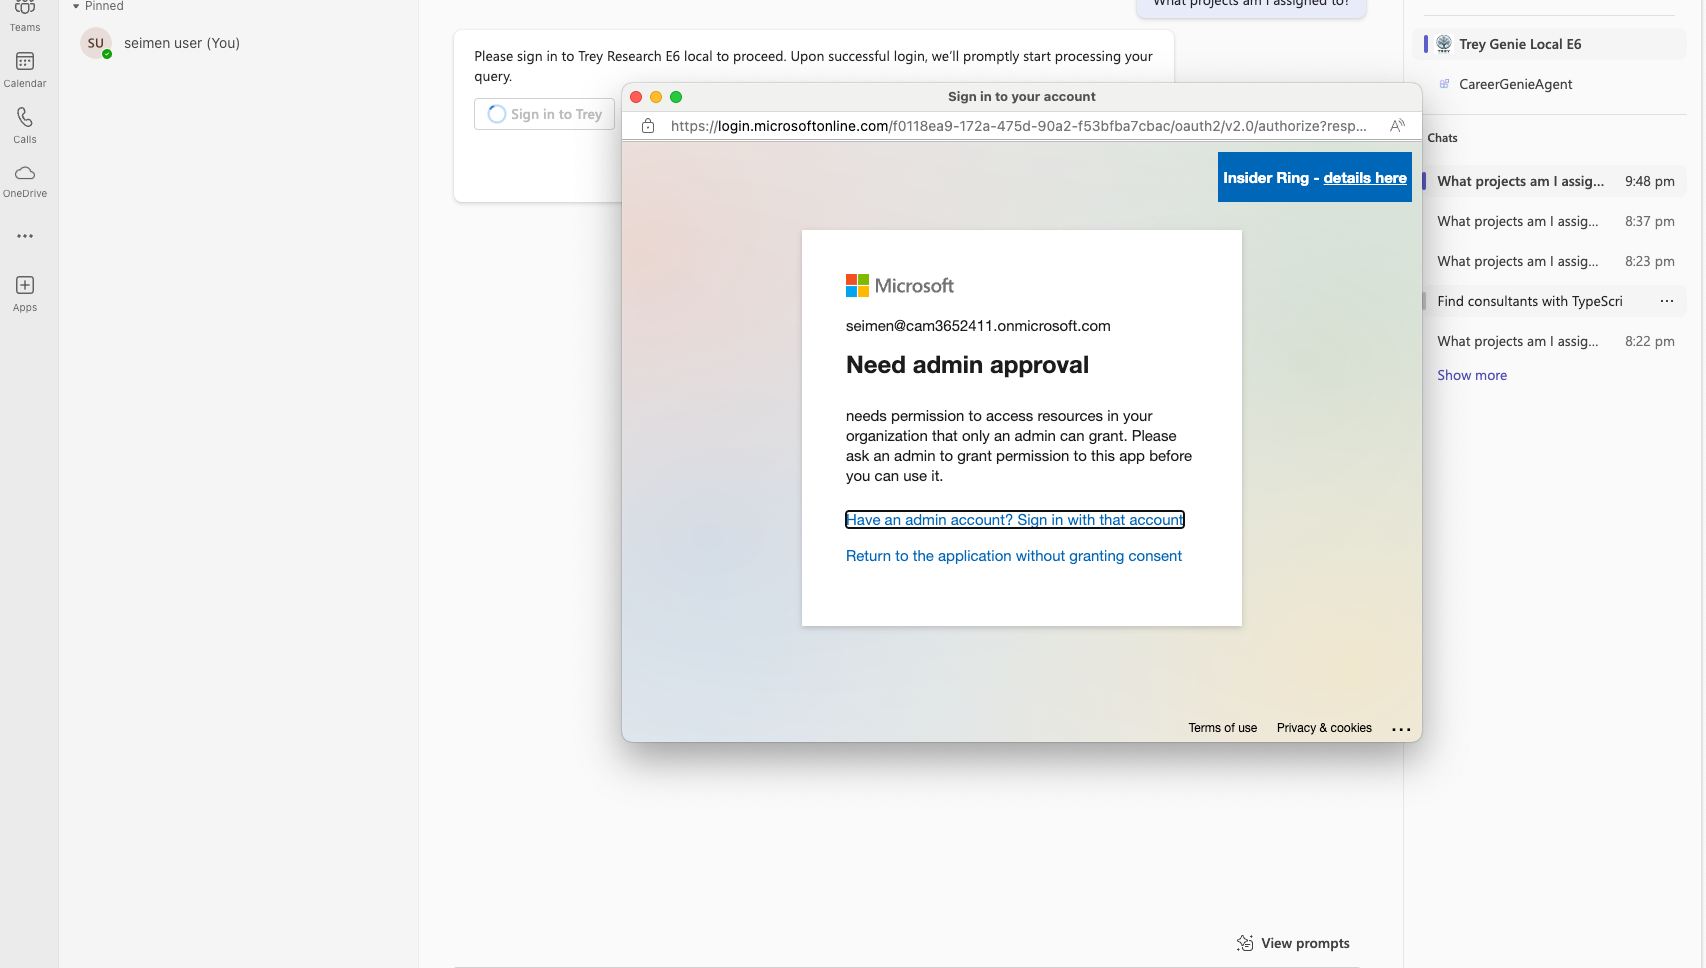 Teams
Calendar
Calls
OneDrive
Apps
Pinned
SU
seimen user (You)
What projects am I assigned to?
Please sign in to Trey Research E6 local to proceed. Upon successful login, we'll promptly start processing your
query.
Sign in to Trey
Sign in to your account
https://login.microsoftonline.com/f0118ea9-172a-475d-90a2-f53bfba7cbac/oauth2/v2.0/authorize?resp...
Insider Ring - details here
Microsoft
seimen@cam3652411.onmicrosoft.com
Need admin approval
needs permission to access resources in your
organization that only an admin can grant. Please
ask an admin to grant permission to this app before
you can use it.
Have an admin account? Sign in with that account
Return to the application without granting consent
Terms of use Privacy & cookies ...
View prompts
Trey Genie Local E6
CareerGenieAgent
Chats
What projects am I assig... 9:48 pm
What projects am I assig... 8:37 pm
What projects am I assig... 8:23 pm
Find consultants with TypeScri ...
What projects am I assig... 8:22 pm
Show more